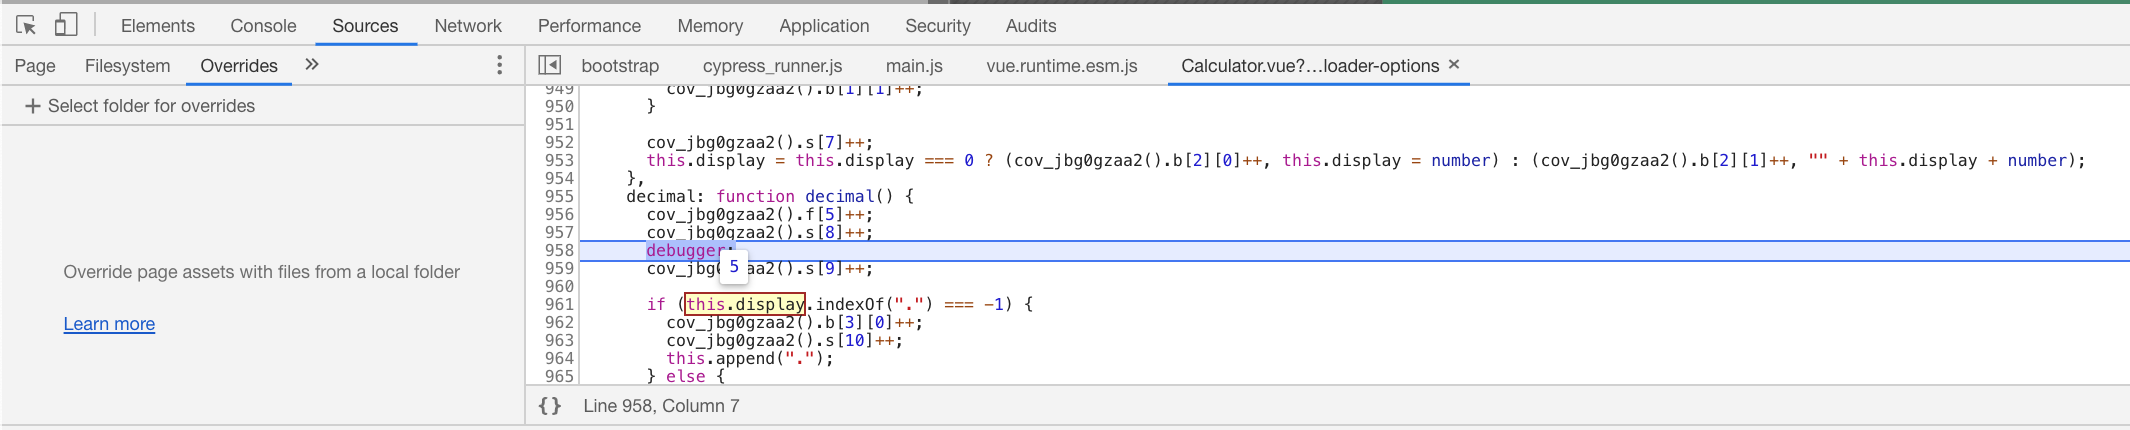 Elements Console Sources Network Performance Memory Application Security Audits
Page Filesystem Overrides » bootstrap cypress_runner.js main.js vue.runtime.esm.js Calculator.vue?…loader-options ×
+ Select folder for overrides
Override page assets with files from a local folder
Learn more
949 cov_jbg0gzaa2().b[1][1]++;
950 }
951
952 cov_jbg0gzaa2().s[7]++;
953 this.display = this.display === 0 ? (cov_jbg0gzaa2().b[2][0]++, this.display = number) : (cov_jbg0gzaa2().b[2][1]++, "" + this.display + number);
954 },
955 decimal: function decimal() {
956 cov_jbg0gzaa2().f[5]++;
957 cov_jbg0gzaa2().s[8]++;
958 debugger;
5
959 cov_jbg0 aa2().s[9]++;
960
961 if (this.display.indexOf(".") === -1) {
962 cov_jbg0gzaa2().b[3][0]++;
963 cov_jbg0gzaa2().s[10]++;
964 this.append(".");
965 } else {
{} Line 958, Column 7